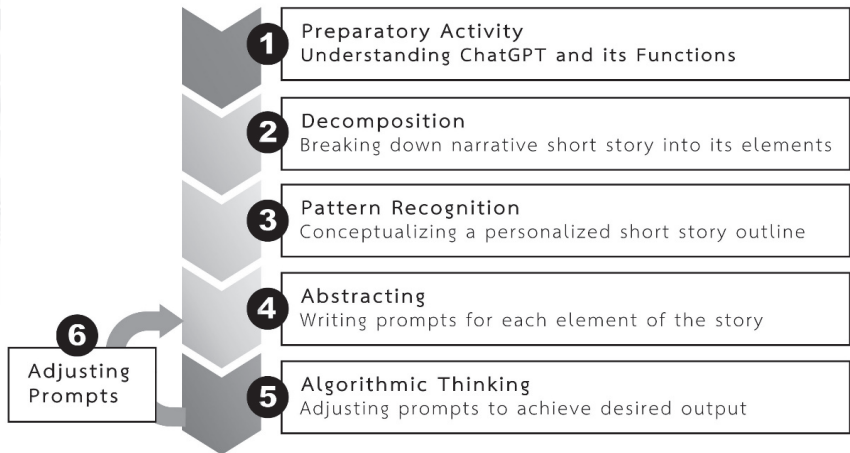 1
Preparatory Activity
Understanding ChatGPT and its Functions
2
Decomposition
Breaking down narrative short story into its elements
3
Pattern Recognition
Conceptualizing a personalized short story outline
4
Abstracting
Writing prompts for each element of the story
5
Algorithmic Thinking
Adjusting prompts to achieve desired output
6
Adjusting
Prompts